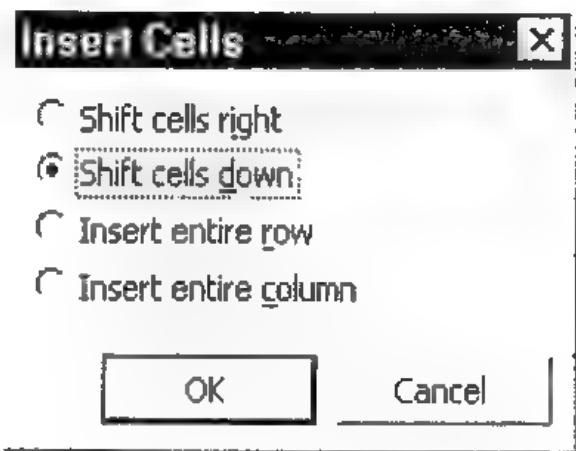 Insert Cells
Shift cells right
Shift cells down
Insert entire row
Insert entire column
OK Cancel